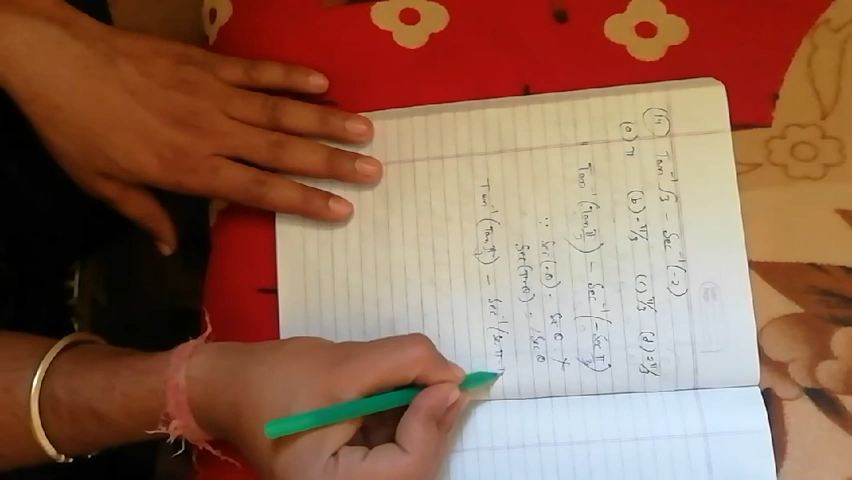 (14) Tan⁻¹√3 - Sec⁻¹(-2)
(a) π (b) -π/3 (c) π/3 (d) 2π/3
Tan⁻¹(Tan π/3) - Sec⁻¹(-Sec π/3)
∵ Sec(-θ) = Sec θ ×
Sec(π-θ) = -Sec θ
Tan⁻¹(Tan π/3) - Sec⁻¹(Sec π -